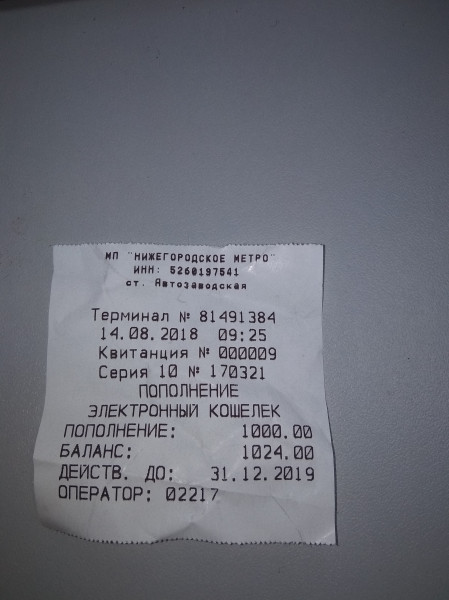 МП "НИЖЕГОРОДСКОЕ МЕТРО"
ИНН: 5260197541
ст. Автозаводская
Терминал № 81491384
14.08.2018 09:25
Квитанция № 000009
Серия 10 № 170321
ПОПОЛНЕНИЕ
ЭЛЕКТРОННЫЙ КОШЕЛЕК
ПОПОЛНЕНИЕ: 1000.00
БАЛАНС: 1024.00
ДЕЙСТВ. ДО: 31.12.2019
ОПЕРАТОР: 02217